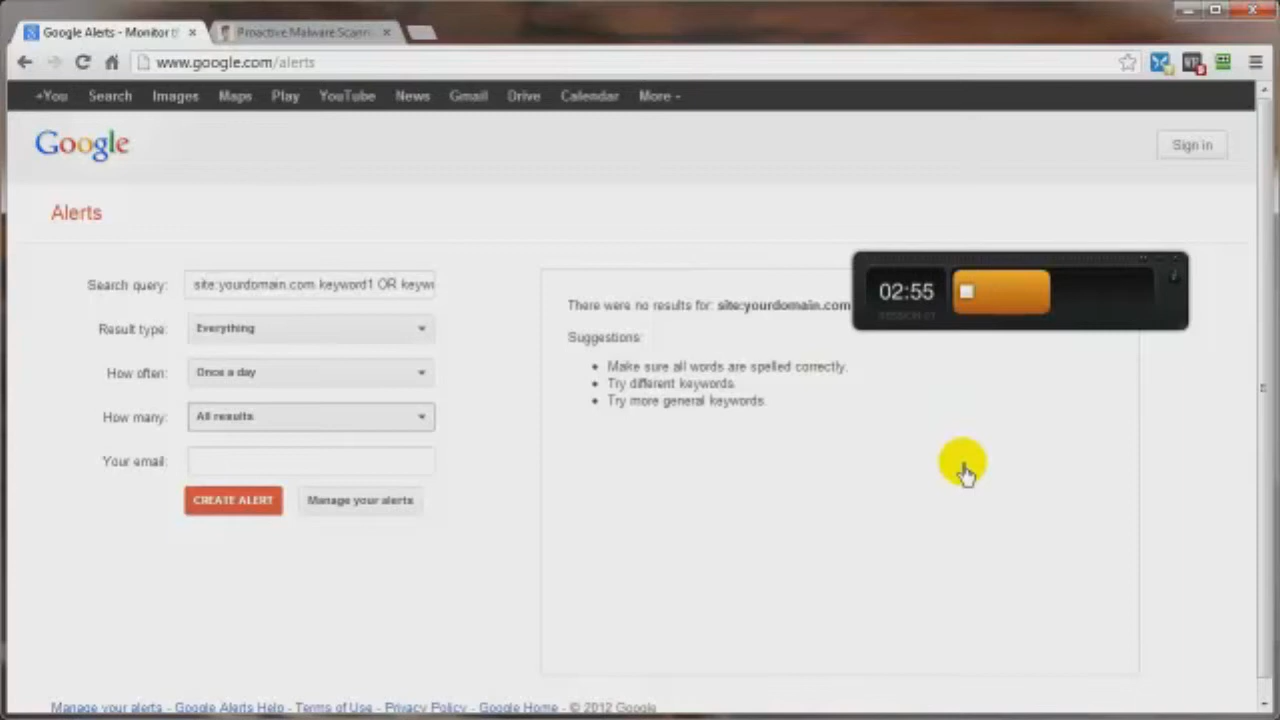 Google Alerts - Monitor t
Proactive Malware Scann
www.google.com/alerts
+You Search Images Maps Play YouTube News Gmail Drive Calendar More
Google
Sign in
Alerts
Search query: site:yourdomain.com keyword1 OR keyw
Result type: Everything
How often: Once a day
How many: All results
Your email:
CREATE ALERT Manage your alerts
There were no results for: site:yourdomain.com
Suggestions:
Make sure all words are spelled correctly.
Try different keywords.
Try more general keywords.
02:55
Manage your alerts - Google Alerts Help - Terms of Use - Privacy Policy - Google Home - © 2012 Google